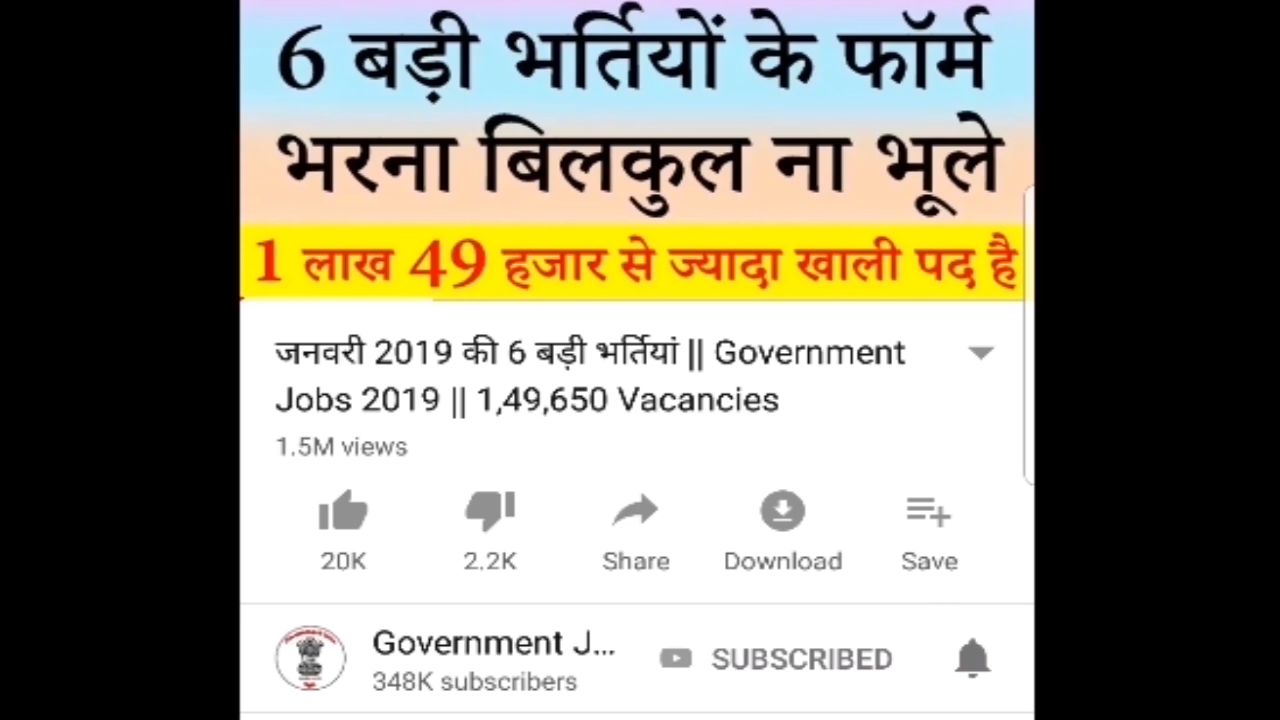 6 बड़ी भर्तियों के फॉर्म
भरना बिलकुल ना भूले
1 लाख 49 हजार से ज्यादा खाली पद है
जनवरी 2019 की 6 बड़ी भर्तियां || Government
Jobs 2019 || 1,49,650 Vacancies
1.5M views
20K 2.2K Share Download Save
Government J... SUBSCRIBED
348K subscribers